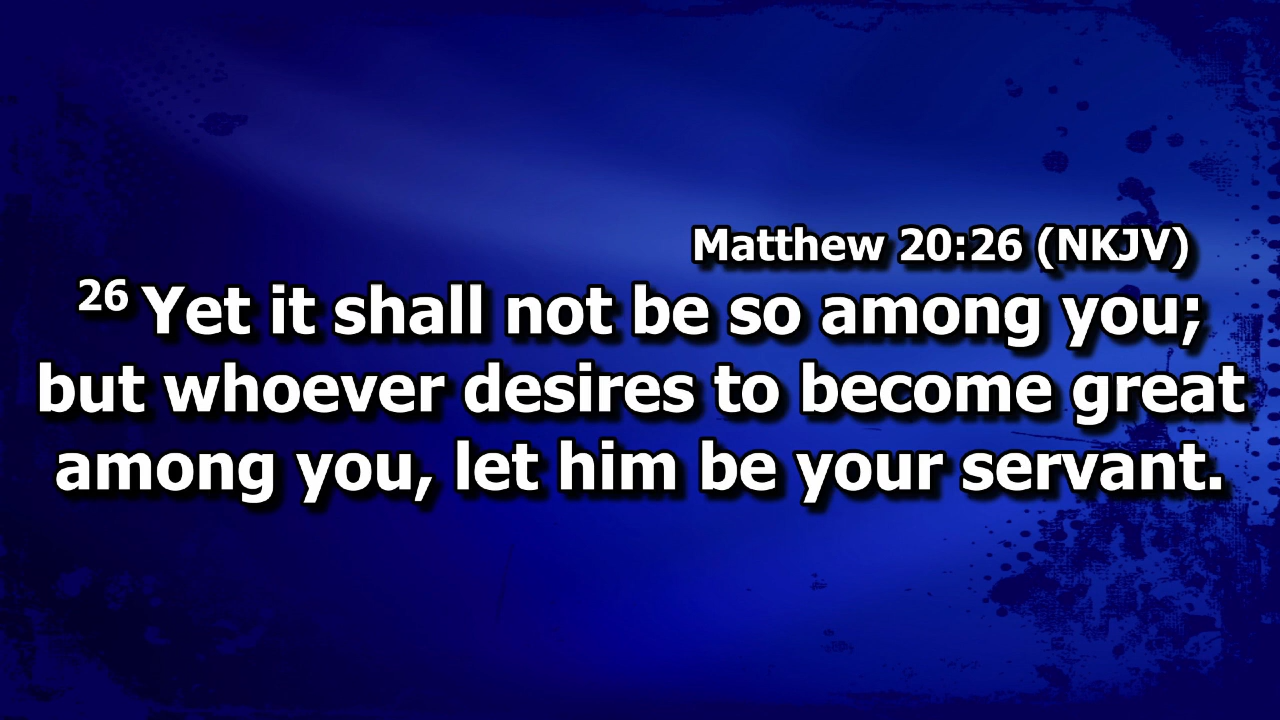 Matthew 20:26 (NKJV)
26 Yet it shall not be so among you;
but whoever desires to become great
among you, let him be your servant.